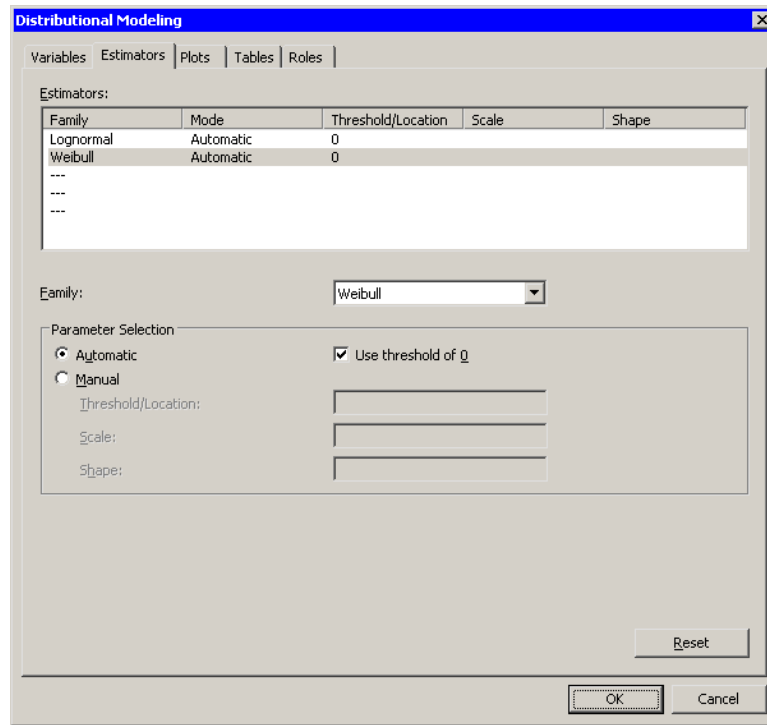 Distributional Modeling
Variables Estimators Plots Tables Roles
Estimators:
Family Mode Threshold/Location Scale Shape
Lognormal Automatic 0
Weibull Automatic 0
---
---
---
Family: Weibull
Parameter Selection
Automatic Use threshold of 0
Manual
Threshold/Location:
Scale:
Shape:
Reset
OK Cancel